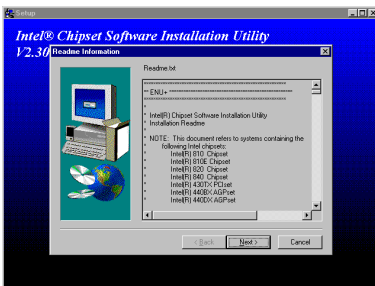 Setup
Intel® Chipset Software Installation Utility
V2.30
Readme Information
Readme.txt
** ENU+ **
* Intel(R) Chipset Software Installation Utility
* Installation Readme
*
* NOTE: This document refers to systems containing the
* following Intel chipsets:
* Intel(R) 810 Chipset
* Intel(R) 810E Chipset
* Intel(R) 820 Chipset
* Intel(R) 840 Chipset
* Intel(R) 430TX PCIset
* Intel(R) 440BX AGPset
* Intel(R) 440DX AGPset
< Back
Next >
Cancel